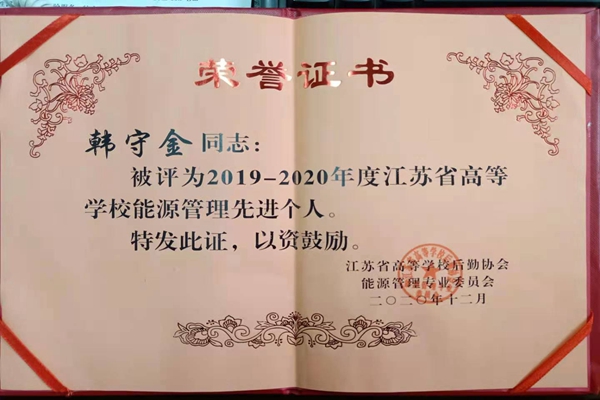 荣誉证书
韩守金同志：
被评为2019-2020年度江苏省高等
学校能源管理先进个人。
特发此证，以资鼓励。
江苏省高等学校后勤协会
能源管理专业委员会
二〇二〇年十二月